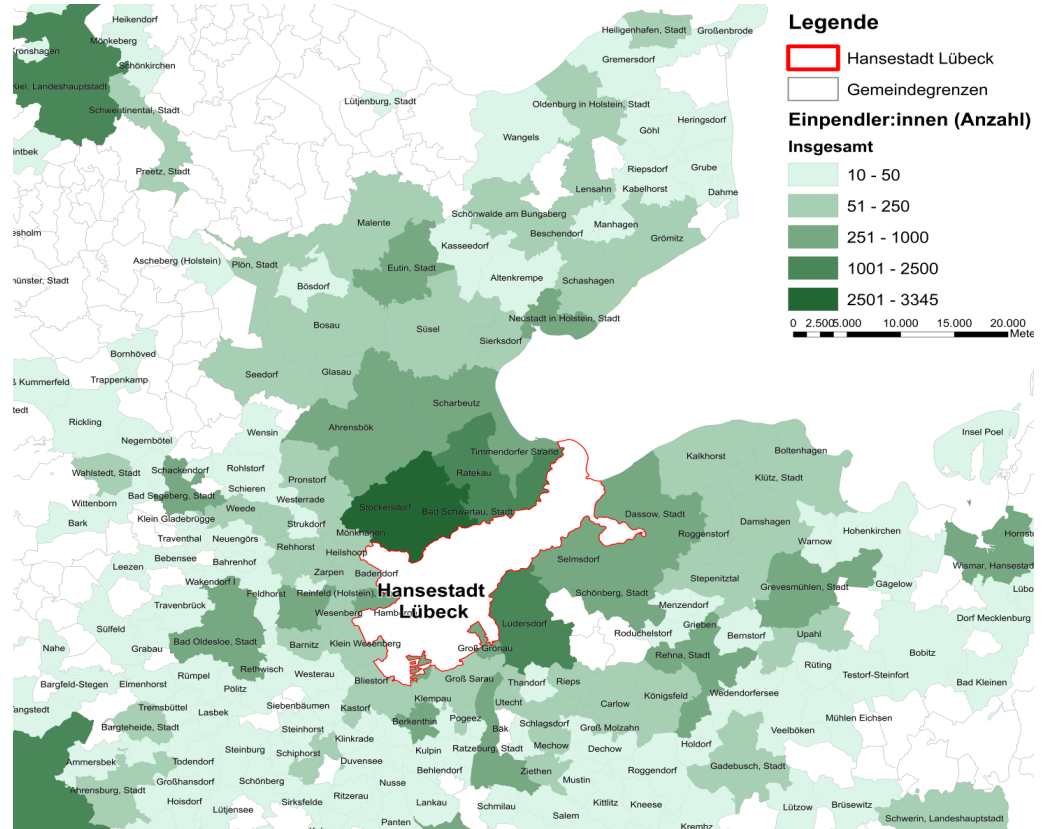 Legende
Hansestadt Lübeck
Gemeindegrenzen
Einpendler:innen (Anzahl)
Insgesamt
10 - 50
51 - 250
251 - 1000
1001 - 2500
2501 - 3345
0 2.500 5.000 10.000 15.000 20.000
Heikendorf
Mönkeberg
Schönkirchen
Kiel, Landeshauptstadt
Schwentinental, Stadt
Preetz, Stadt
Lütjenburg, Stadt
Heiligenhafen, Stadt
Großenbrode
Gremersdorf
Oldenburg in Holstein, Stadt
Wangels
Göhl
Heringsdorf
Riepsdorf
Grube
Lensahn
Kabelhorst
Dahme
Malente
Schönwalde am Bungsberg
Beschendorf
Manhagen
Grömitz
Kasseedorf
Ascheberg (Holstein)
Plön, Stadt
Eutin, Stadt
Altenkrempe
Schashagen
Bösdorf
Bosau
Süsel
Neustadt in Holstein, Stadt
Sierksdorf
Bornhöved
Trappenkamp
Seedorf
Glasau
Scharbeutz
Rickling
Negernbötel
Wensin
Ahrensbök
Timmendorfer Strand
Insel Poel
Boltenhagen
Kalkhorst
Klütz, Stadt
Wahlstedt, Stadt
Schackendorf
Rohlstorf
Ratekau
Pronstorf
Schieren
Bad Segeberg, Stadt
Westerrade
Weede
Wittenborn
Klein Gladebrügge
Strukdorf
Stockelsdorf
Bad Schwartau, Stadt
Dassow, Stadt
Damshagen
Bark
Traventhal
Neuengörs
Mönkhagen
Roggenstorf
Warnow
Hohenkirchen
Bebensee
Bahrenhof
Rehhorst
Heilshoop
Selmsdorf
Leezen
Wakendorf I
Zarpen
Badendorf
Stepenitztal
Wismar, Hansestadt
Gägelow
Feldhorst
Reinfeld (Holstein),
Hansestadt
Lübeck
Schönberg, Stadt
Grevesmühlen, Stadt
Travenbrück
Wesenberg
Menzendorf
Dorf Mecklenburg
Sülfeld
Lüdersdorf
Roduchelstorf
Grieben
Bernstorf
Upahl
Bad Oldesloe, Stadt
Barnitz
Klein Wesenberg
Groß Grönau
Rehna, Stadt
Nahe
Grabau
Bobitz
Rethwisch
Westerau
Rüting
Testorf-Steinfort
Bad Kleinen
Bargfeld-Stegen
Elmenhorst
Rümpel
Pölitz
Bliestorf
Groß Sarau
Thandorf
Rieps
Königsfeld
Wedendorfersee
Siebenbäumen
Kastorf
Klempau
Utecht
Carlow
Tremsbüttel
Lasbek
Bargteheide, Stadt
Steinhorst
Berkenthin
Pogeez
Bäk
Schlagsdorf
Groß Molzahn
Mühlen Eichsen
Veelböken
Klinkrade
Steinburg
Schiphorst
Kulpin
Ratzeburg, Stadt
Mechow
Dechow
Holdorf
Ammersbek
Todendorf
Duvensee
Behlendorf
Ziethen
Roggendorf
Gadebusch, Stadt
Großhansdorf
Schönberg
Nusse
Mustin
Ahrensburg, Stadt
Hoisdorf
Sirksfelde
Ritzerau
Lankau
Schmilau
Kittlitz
Kneese
Lützow
Brüsewitz
Lütjensee
Panten
Salem
Krembz
Schwerin, Landeshauptstadt